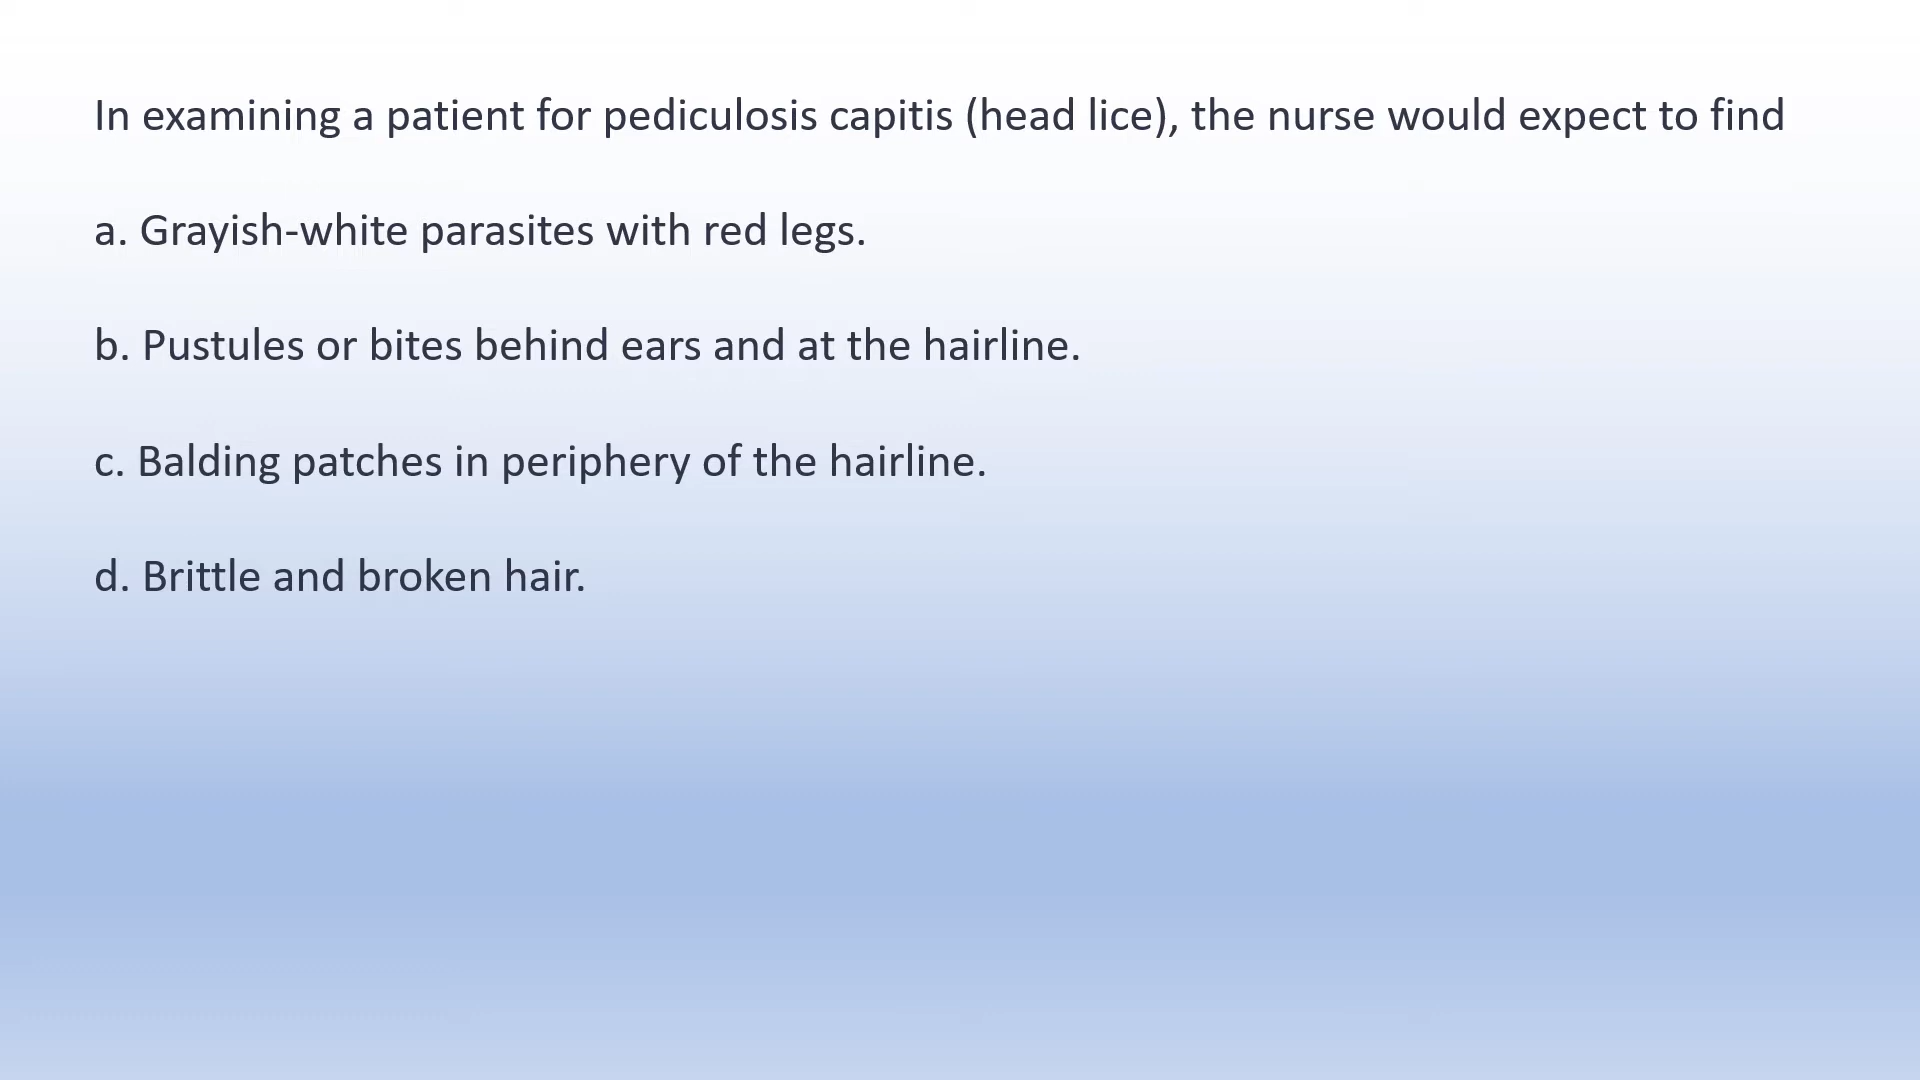 In examining a patient for pediculosis capitis (head lice), the nurse would expect to find
a. Grayish-white parasites with red legs.
b. Pustules or bites behind ears and at the hairline.
c. Balding patches in periphery of the hairline.
d. Brittle and broken hair.